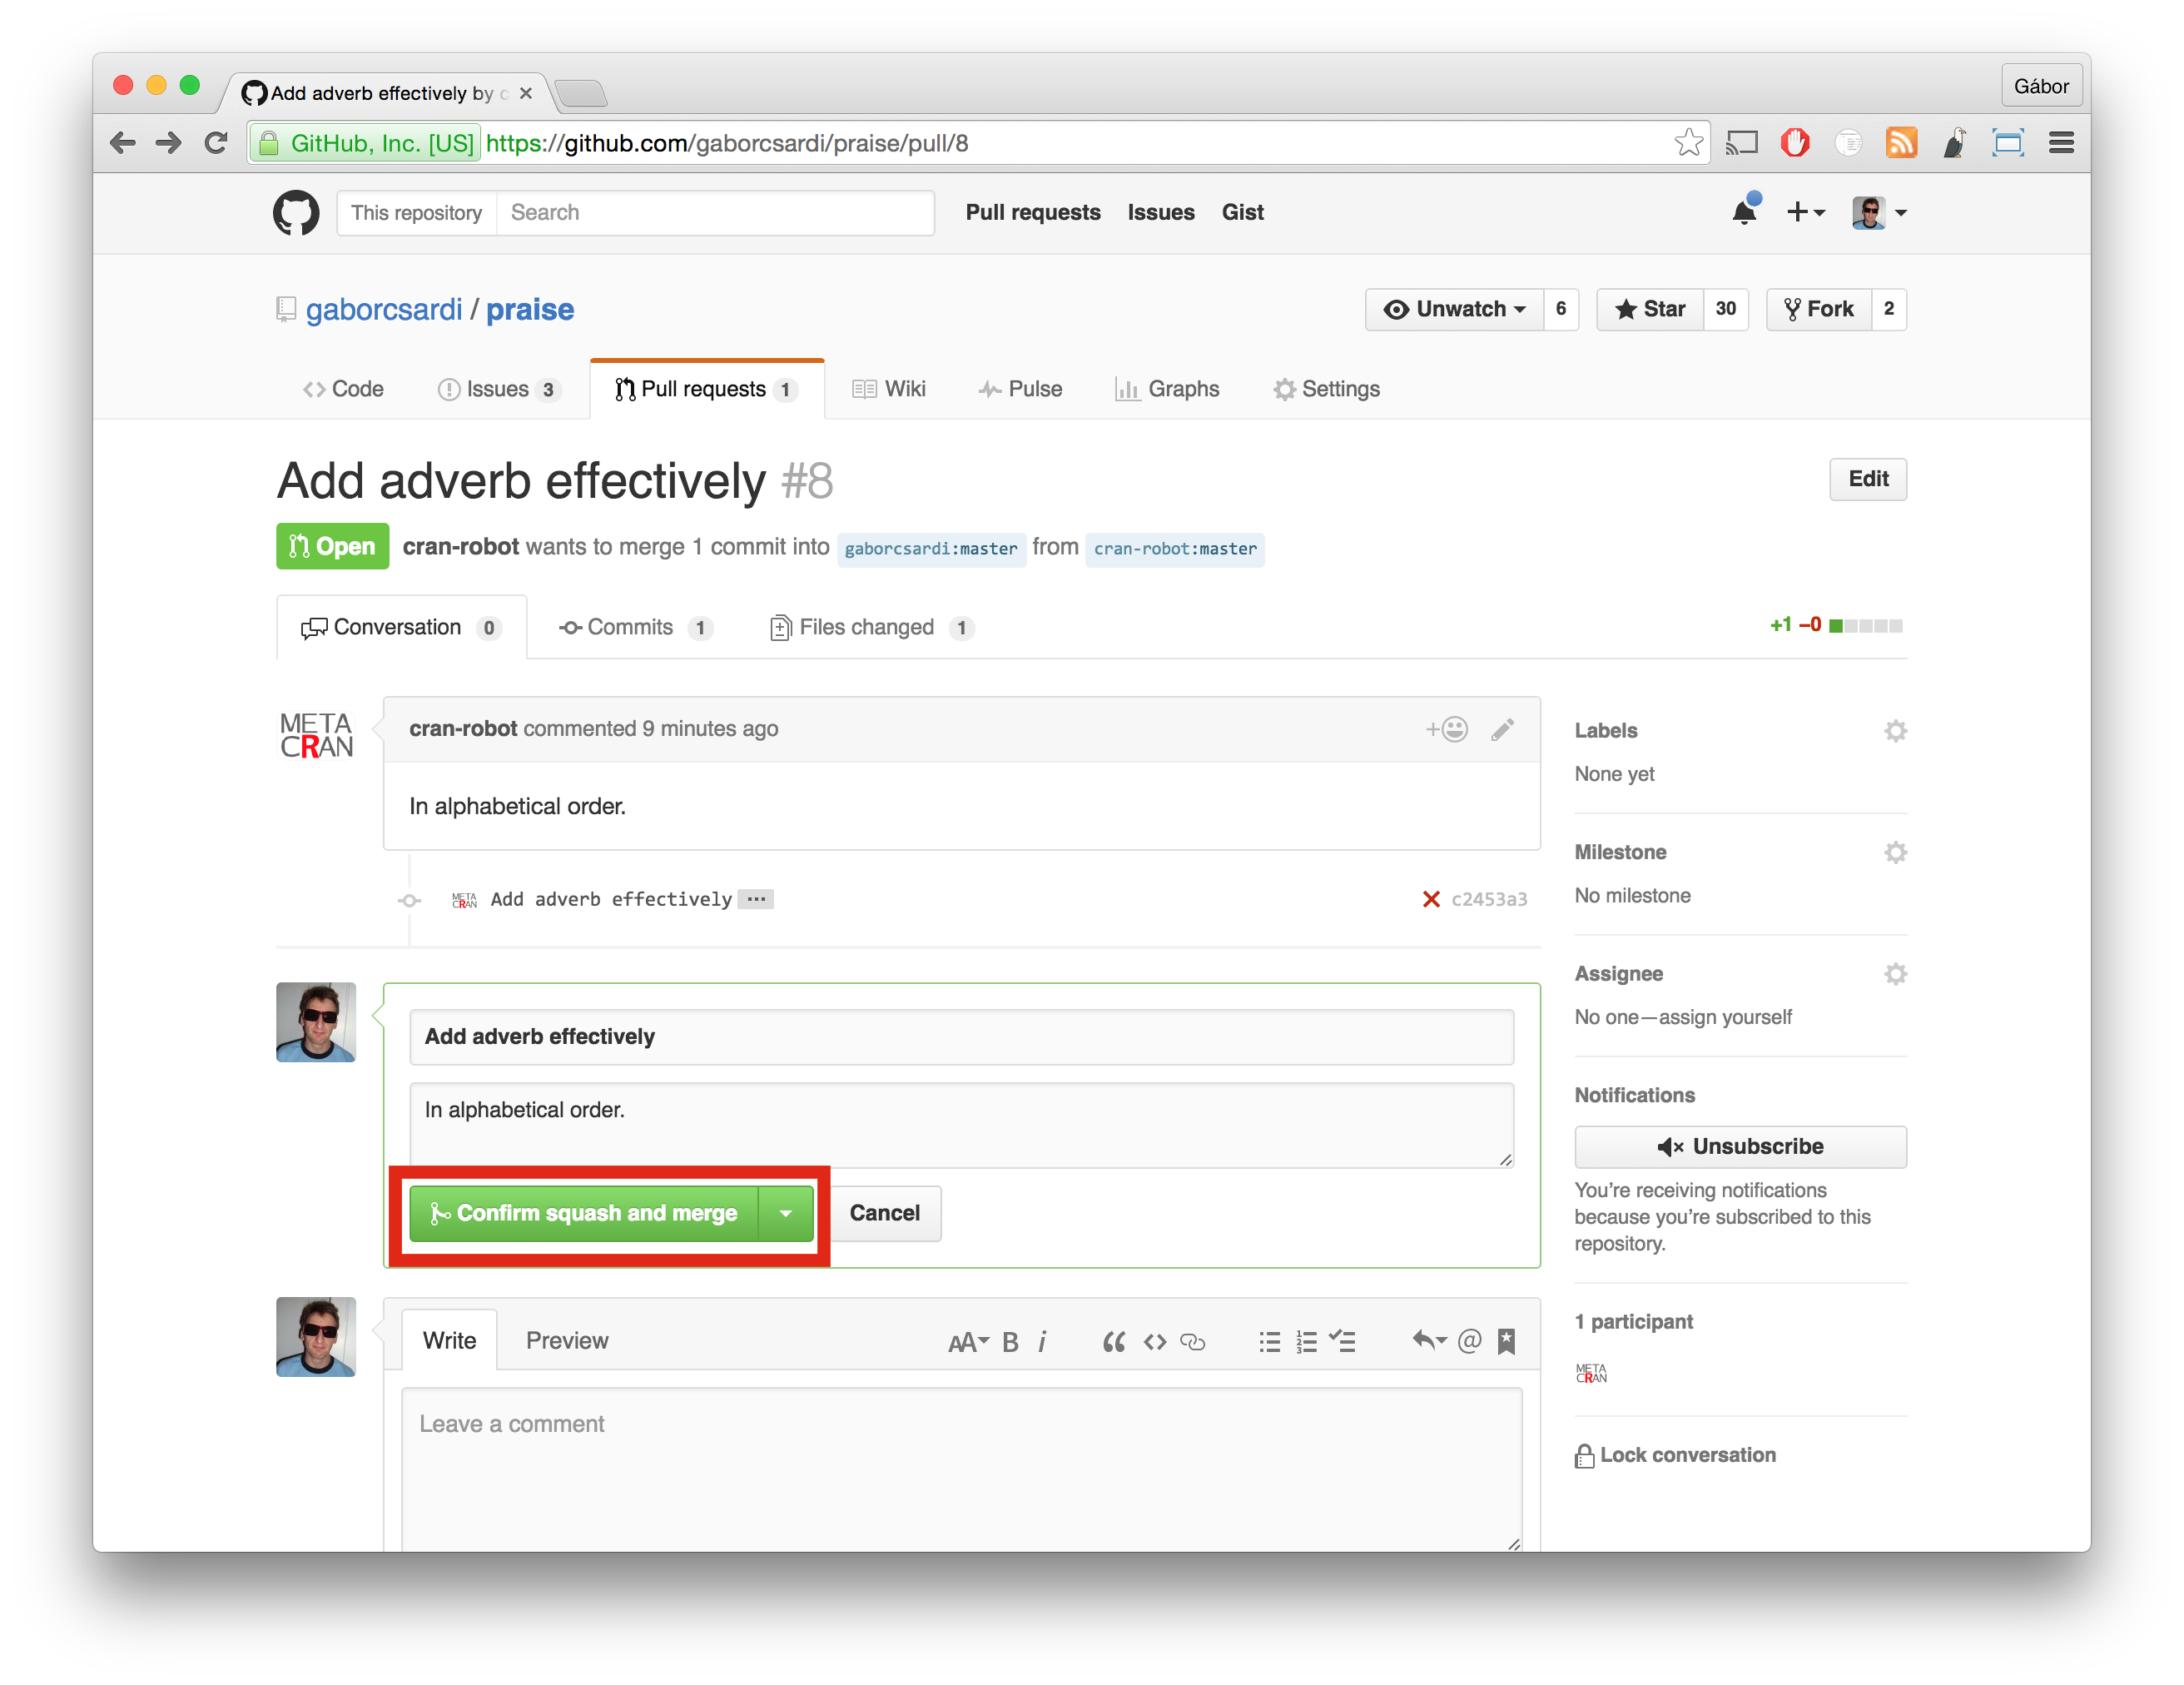 Add adverb effectively by c
Gábor
GitHub, Inc. [US] https://github.com/gaborcsardi/praise/pull/8
This repository Search Pull requests Issues Gist
gaborcsardi / praise Unwatch 6 Star 30 Fork 2
Code Issues 3 Pull requests 1 Wiki Pulse Graphs Settings
Add adverb effectively #8 Edit
Open cran-robot wants to merge 1 commit into gaborcsardi:master from cran-robot:master
Conversation 0 Commits 1 Files changed 1 +1 −0
META
CRAN
cran-robot commented 9 minutes ago
In alphabetical order.
META
CRAN
Add adverb effectively ... c2453a3
Add adverb effectively
In alphabetical order.
Confirm squash and merge Cancel
Write Preview AA B i
Leave a comment
Labels
None yet
Milestone
No milestone
Assignee
No one—assign yourself
Notifications
Unsubscribe
You’re receiving notifications
because you’re subscribed to this
repository.
1 participant
META
CRAN
Lock conversation